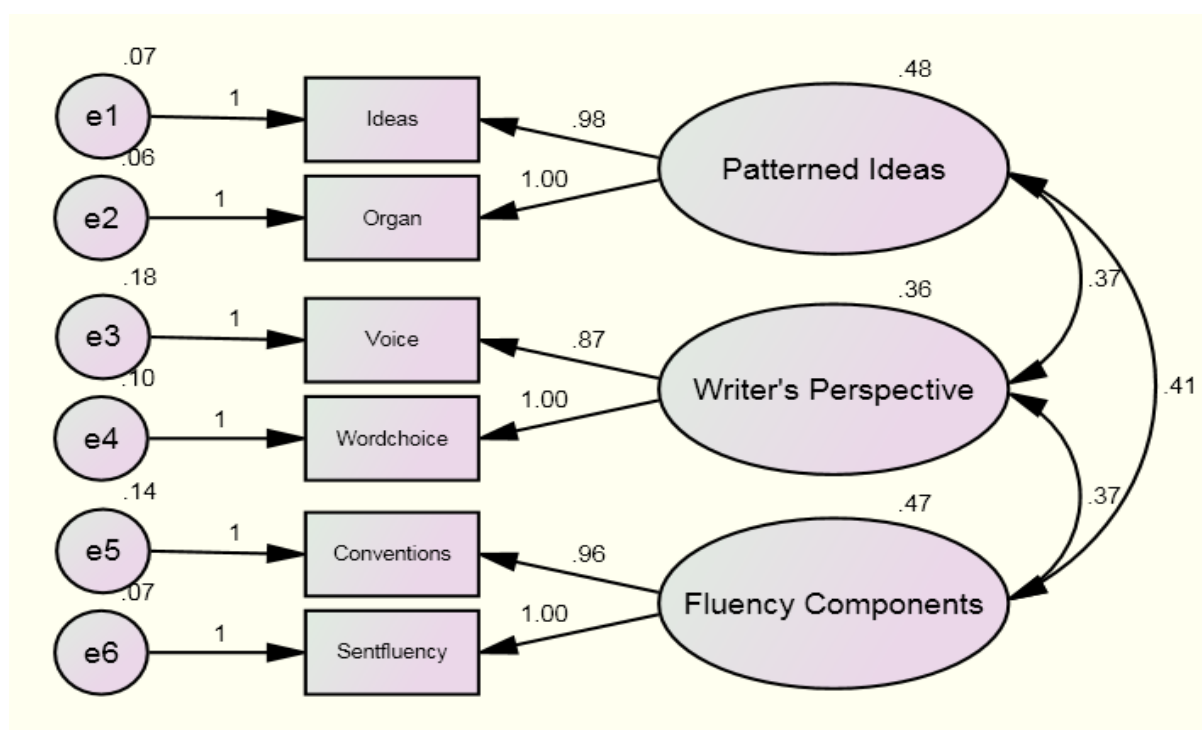 .07
e1
1
Ideas
.98
.48
Patterned Ideas
.06
e2
1
Organ
1.00
.18
e3
1
Voice
.87
.36
Writer's Perspective
.37
.10
e4
1
Wordchoice
1.00
.41
.14
e5
1
Conventions
.96
.47
Fluency Components
.37
.07
e6
1
Sentfluency
1.00